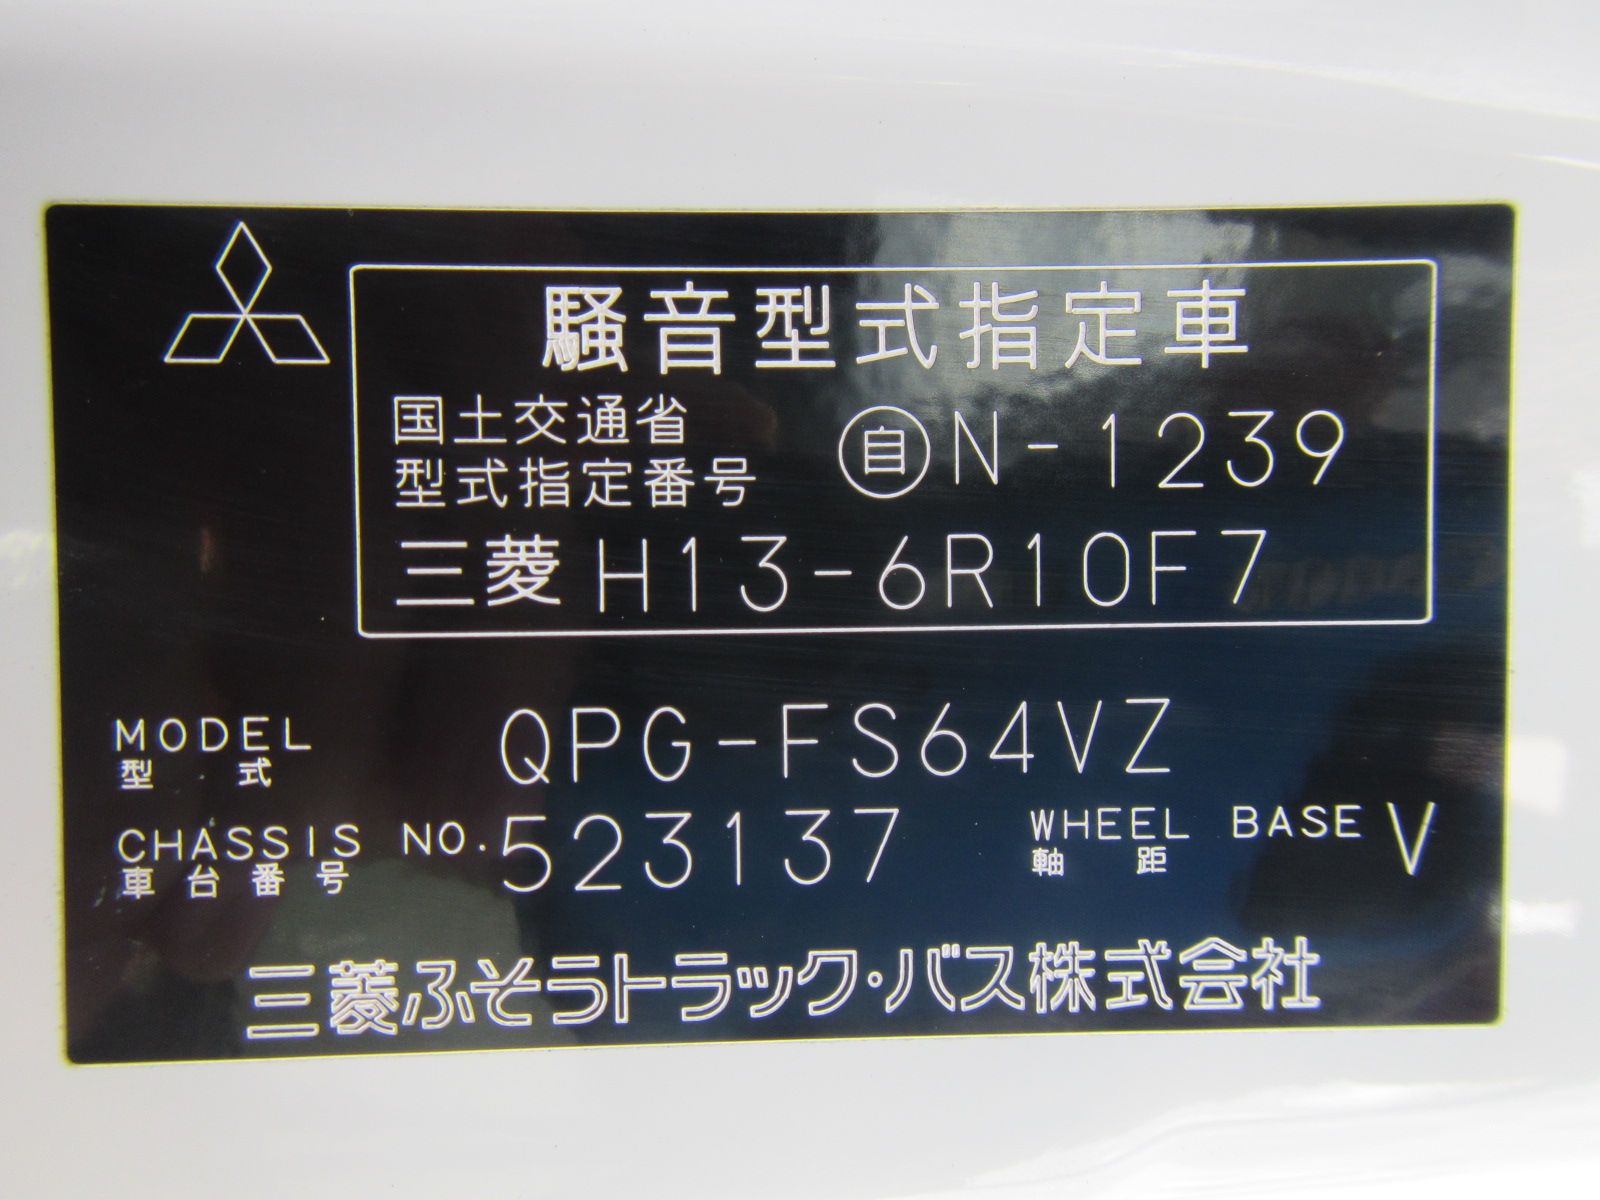 騒音型式指定車
国土交通省
型式指定番号 自 N-1239
三菱 H13-6R10F7
MODEL QPG-FS64VZ
型式
CHASSIS NO. 523137 WHEEL BASE V
車台番号 軸距
三菱ふそうトラック・バス株式会社